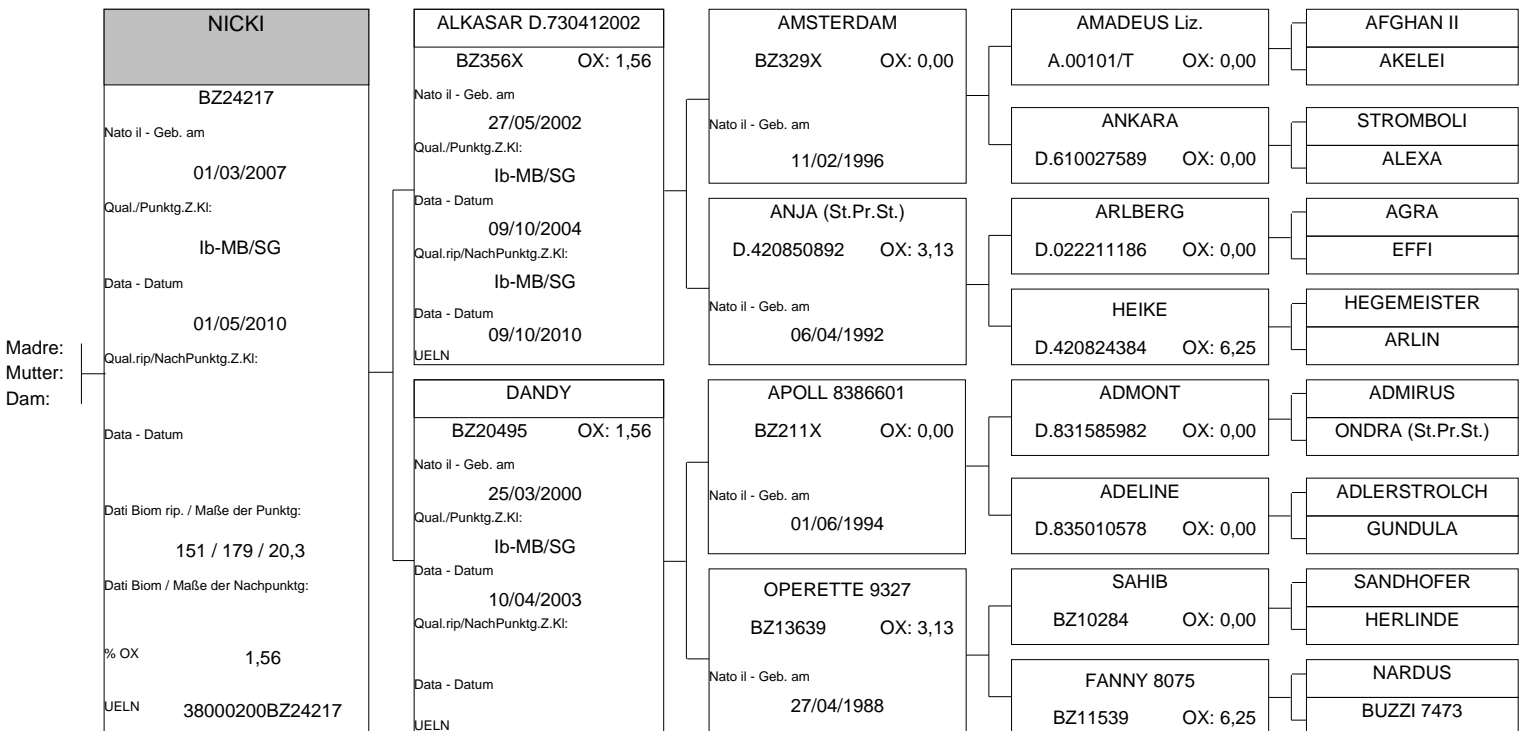 Madre:
Mutter:
Dam:
NICKI
BZ24217
Nato il - Geb. am
01/03/2007
Qual./Punktg.Z.Kl:
Ib-MB/SG
Data - Datum
01/05/2010
Qual.rip/NachPunktg.Z.Kl:
Data - Datum
Dati Biom rip. / Maße der Punktg:
151 / 179 / 20,3
Dati Biom / Maße der Nachpunktg:
% OX 1,56
UELN 38000200BZ24217
ALKASAR D.730412002
BZ356X OX: 1,56
Nato il - Geb. am
27/05/2002
Qual./Punktg.Z.Kl:
Ib-MB/SG
Data - Datum
09/10/2004
Qual.rip/NachPunktg.Z.Kl:
Ib-MB/SG
Data - Datum
09/10/2010
UELN
DANDY
BZ20495 OX: 1,56
Nato il - Geb. am
25/03/2000
Qual./Punktg.Z.Kl:
Ib-MB/SG
Data - Datum
10/04/2003
Qual.rip/NachPunktg.Z.Kl:
Data - Datum
UELN
AMSTERDAM
BZ329X OX: 0,00
Nato il - Geb. am
11/02/1996
ANJA (St.Pr.St.)
D.420850892 OX: 3,13
Nato il - Geb. am
06/04/1992
APOLL 8386601
BZ211X OX: 0,00
Nato il - Geb. am
01/06/1994
OPERETTE 9327
BZ13639 OX: 3,13
Nato il - Geb. am
27/04/1988
AMADEUS Liz.
A.00101/T OX: 0,00
ANKARA
D.610027589 OX: 0,00
ARLBERG
D.022211186 OX: 0,00
HEIKE
D.420824384 OX: 6,25
ADMONT
D.831585982 OX: 0,00
ADELINE
D.835010578 OX: 0,00
SAHIB
BZ10284 OX: 0,00
FANNY 8075
BZ11539 OX: 6,25
AFGHAN II
AKELEI
STROMBOLI
ALEXA
AGRA
EFFI
HEGEMEISTER
ARLIN
ADMIRUS
ONDRA (St.Pr.St.)
ADLERSTROLCH
GUNDULA
SANDHOFER
HERLINDE
NARDUS
BUZZI 7473